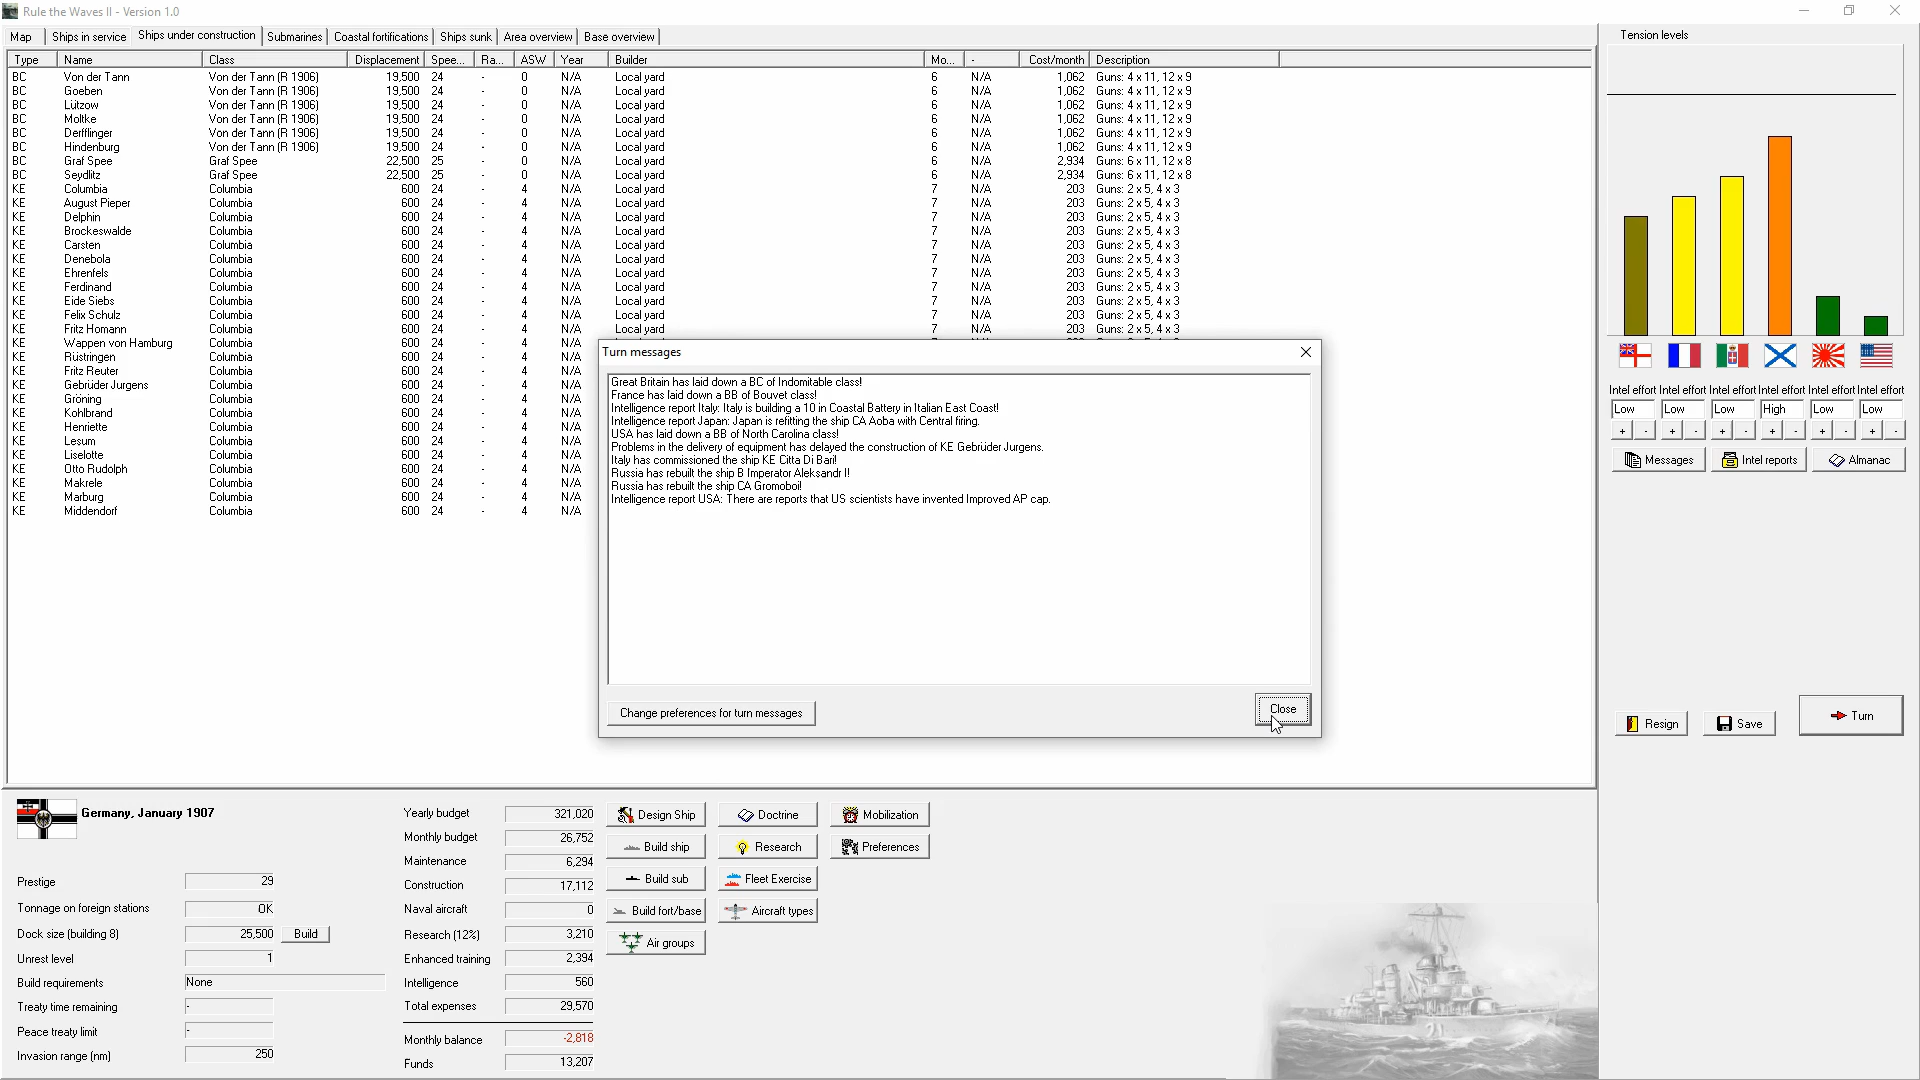 Rule the Waves II - Version 1.0
Map Ships in service Ships under construction Submarines Coastal fortifications Ships sunk Area overview Base overview
Type Name Class Displacement Spee... Ra... ASW Year Builder Mo... - Cost/month Description
BC Von der Tann Von der Tann (R 1906) 19,500 24 - 0 N/A Local yard 6 N/A 1,062 Guns: 4 x 11, 12 x 9
BC Goeben Von der Tann (R 1906) 19,500 24 - 0 N/A Local yard 6 N/A 1,062 Guns: 4 x 11, 12 x 9
BC Lützow Von der Tann (R 1906) 19,500 24 - 0 N/A Local yard 6 N/A 1,062 Guns: 4 x 11, 12 x 9
BC Moltke Von der Tann (R 1906) 19,500 24 - 0 N/A Local yard 6 N/A 1,062 Guns: 4 x 11, 12 x 9
BC Derfflinger Von der Tann (R 1906) 19,500 24 - 0 N/A Local yard 6 N/A 1,062 Guns: 4 x 11, 12 x 9
BC Hindenburg Von der Tann (R 1906) 19,500 24 - 0 N/A Local yard 6 N/A 1,062 Guns: 4 x 11, 12 x 9
BC Graf Spee Graf Spee 22,500 25 - 0 N/A Local yard 6 N/A 2,934 Guns: 6 x 11, 12 x 8
BC Seydlitz Graf Spee 22,500 25 - 0 N/A Local yard 6 N/A 2,934 Guns: 6 x 11, 12 x 8
KE Columbia Columbia 600 24 - 4 N/A Local yard 7 N/A 203 Guns: 2 x 5, 4 x 3
KE August Pieper Columbia 600 24 - 4 N/A Local yard 7 N/A 203 Guns: 2 x 5, 4 x 3
KE Delphin Columbia 600 24 - 4 N/A Local yard 7 N/A 203 Guns: 2 x 5, 4 x 3
KE Brockeswalde Columbia 600 24 - 4 N/A Local yard 7 N/A 203 Guns: 2 x 5, 4 x 3
KE Carsten Columbia 600 24 - 4 N/A Local yard 7 N/A 203 Guns: 2 x 5, 4 x 3
KE Denebola Columbia 600 24 - 4 N/A Local yard 7 N/A 203 Guns: 2 x 5, 4 x 3
KE Ehrenfels Columbia 600 24 - 4 N/A Local yard 7 N/A 203 Guns: 2 x 5, 4 x 3
KE Ferdinand Columbia 600 24 - 4 N/A Local yard 7 N/A 203 Guns: 2 x 5, 4 x 3
KE Eide Siebs Columbia 600 24 - 4 N/A Local yard 7 N/A 203 Guns: 2 x 5, 4 x 3
KE Felix Schulz Columbia 600 24 - 4 N/A Local yard 7 N/A 203 Guns: 2 x 5, 4 x 3
KE Fritz Homann Columbia 600 24 - 4 N/A Local yard 7 N/A 203 Guns: 2 x 5, 4 x 3
KE Wappen von Hamburg Columbia 600 24 - 4 N/A
KE Rüstringen Columbia 600 24 - 4 N/A
KE Fritz Reuter Columbia 600 24 - 4 N/A
KE Gebrüder Jurgens Columbia 600 24 - 4 N/A
KE Gröning Columbia 600 24 - 4 N/A
KE Kohlbrand Columbia 600 24 - 4 N/A
KE Henriette Columbia 600 24 - 4 N/A
KE Lesum Columbia 600 24 - 4 N/A
KE Liselotte Columbia 600 24 - 4 N/A
KE Otto Rudolph Columbia 600 24 - 4 N/A
KE Makrele Columbia 600 24 - 4 N/A
KE Marburg Columbia 600 24 - 4 N/A
KE Middendorf Columbia 600 24 - 4 N/A
Turn messages
Great Britain has laid down a BC of Indomitable class!
France has laid down a BB of Bouvet class!
Intelligence report Italy: Italy is building a 10 in Coastal Battery in Italian East Coast!
Intelligence report Japan: Japan is refitting the ship CA Aoba with Central firing.
USA has laid down a BB of North Carolina class!
Problems in the delivery of equipment has delayed the construction of KE Gebrüder Jurgens.
Italy has commissioned the ship KE Citta Di Bari!
Russia has rebuilt the ship B Imperator Aleksandr I!
Russia has rebuilt the ship CA Gromoboi!
Intelligence report USA: There are reports that US scientists have invented Improved AP cap.
Change preferences for turn messages
Close
Tension levels
Intel effort Intel effort Intel effort Intel effort Intel effort Intel effort
Low Low Low High Low Low
+ - + - + - + - + - + -
Messages Intel reports Almanac
Resign Save Turn
Germany, January 1907
Prestige 29
Tonnage on foreign stations OK
Dock size (building 8) 25,500 Build
Unrest level 1
Build requirements None
Treaty time remaining -
Peace treaty limit -
Invasion range (nm) 250
Yearly budget 321,020
Monthly budget 26,752
Maintenance 6,294
Construction 17,112
Naval aircraft 0
Research (12%) 3,210
Enhanced training 2,394
Intelligence 560
Total expenses 29,570
Monthly balance -2,818
Funds 13,207
Design Ship Doctrine Mobilization
Build ship Research Preferences
Build sub Fleet Exercise
Build fort/base Aircraft types
Air groups
21